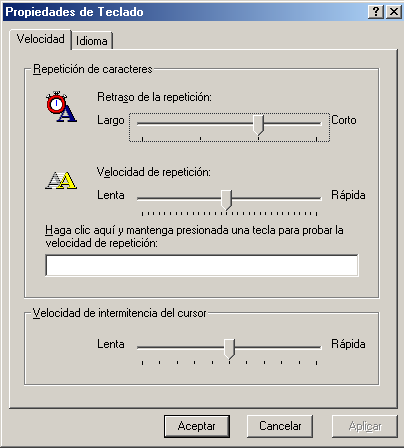 Propiedades de Teclado
Velocidad
Idioma
Repetición de caracteres
Retraso de la repetición:
Largo
Corto
Velocidad de repetición:
Lenta
Rápida
Haga clic aquí y mantenga presionada una tecla para probar la
velocidad de repetición:
Velocidad de intermitencia del cursor
Lenta
Rápida
Aceptar
Cancelar
Aplicar